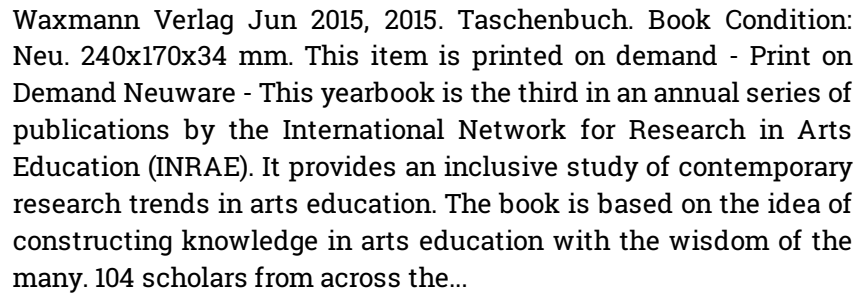 Waxmann Verlag Jun 2015, 2015. Taschenbuch. Book Condition:
Neu. 240x170x34 mm. This item is printed on demand - Print on
Demand Neuware - This yearbook is the third in an annual series of
publications by the International Network for Research in Arts
Education (INRAE). It provides an inclusive study of contemporary
research trends in arts education. The book is based on the idea of
constructing knowledge in arts education with the wisdom of the
many. 104 scholars from across the...